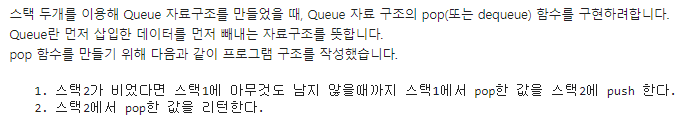 스택 두개를 이용해 Queue 자료구조를 만들었을 때, Queue 자료 구조의 pop(또는 dequeue) 함수를 구현하려합니다.
Queue란 먼저 삽입한 데이터를 먼저 빼내는 자료구조를 뜻합니다.
pop 함수를 만들기 위해 다음과 같이 프로그램 구조를 작성했습니다.
1. 스택2가 비었다면 스택1에 아무것도 남지 않을때까지 스택1에서 pop한 값을 스택2에 push 한다.
2. 스택2에서 pop한 값을 리턴한다.